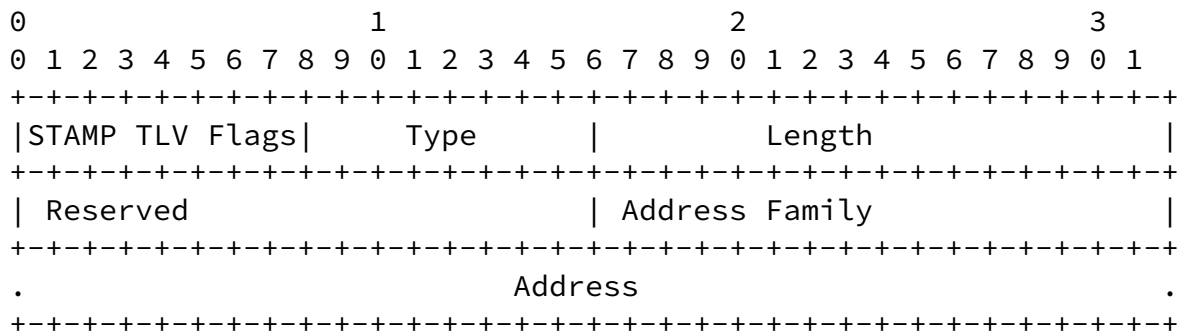 0                   1                   2                   3
0 1 2 3 4 5 6 7 8 9 0 1 2 3 4 5 6 7 8 9 0 1 2 3 4 5 6 7 8 9 0 1
+-+-+-+-+-+-+-+-+-+-+-+-+-+-+-+-+-+-+-+-+-+-+-+-+-+-+-+-+-+-+-+-+
|STAMP TLV Flags|     Type      |         Length                |
+-+-+-+-+-+-+-+-+-+-+-+-+-+-+-+-+-+-+-+-+-+-+-+-+-+-+-+-+-+-+-+-+
| Reserved                      | Address Family                |
+-+-+-+-+-+-+-+-+-+-+-+-+-+-+-+-+-+-+-+-+-+-+-+-+-+-+-+-+-+-+-+-+
.                           Address                             .
+-+-+-+-+-+-+-+-+-+-+-+-+-+-+-+-+-+-+-+-+-+-+-+-+-+-+-+-+-+-+-+-+